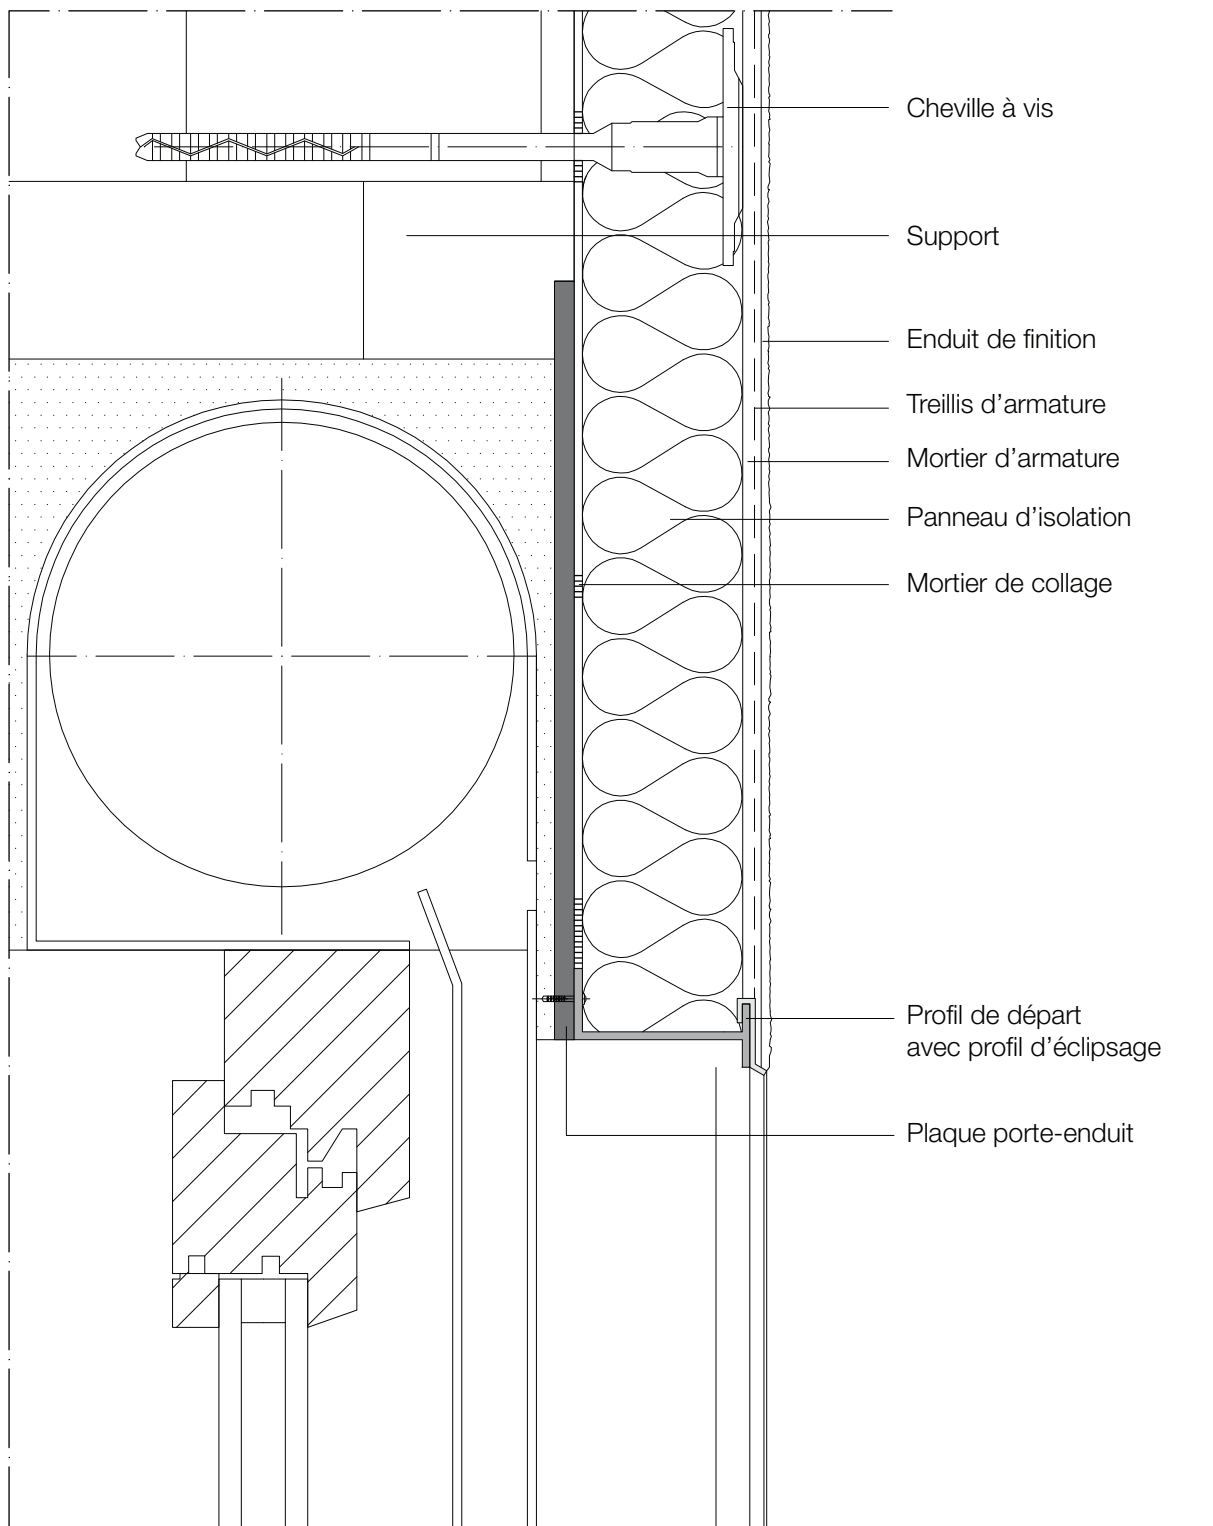 Cheville à vis
Support
Enduit de finition
Treillis d’armature
Mortier d’armature
Panneau d’isolation
Mortier de collage
Profil de départ
avec profil d’éclipsage
Plaque porte-enduit